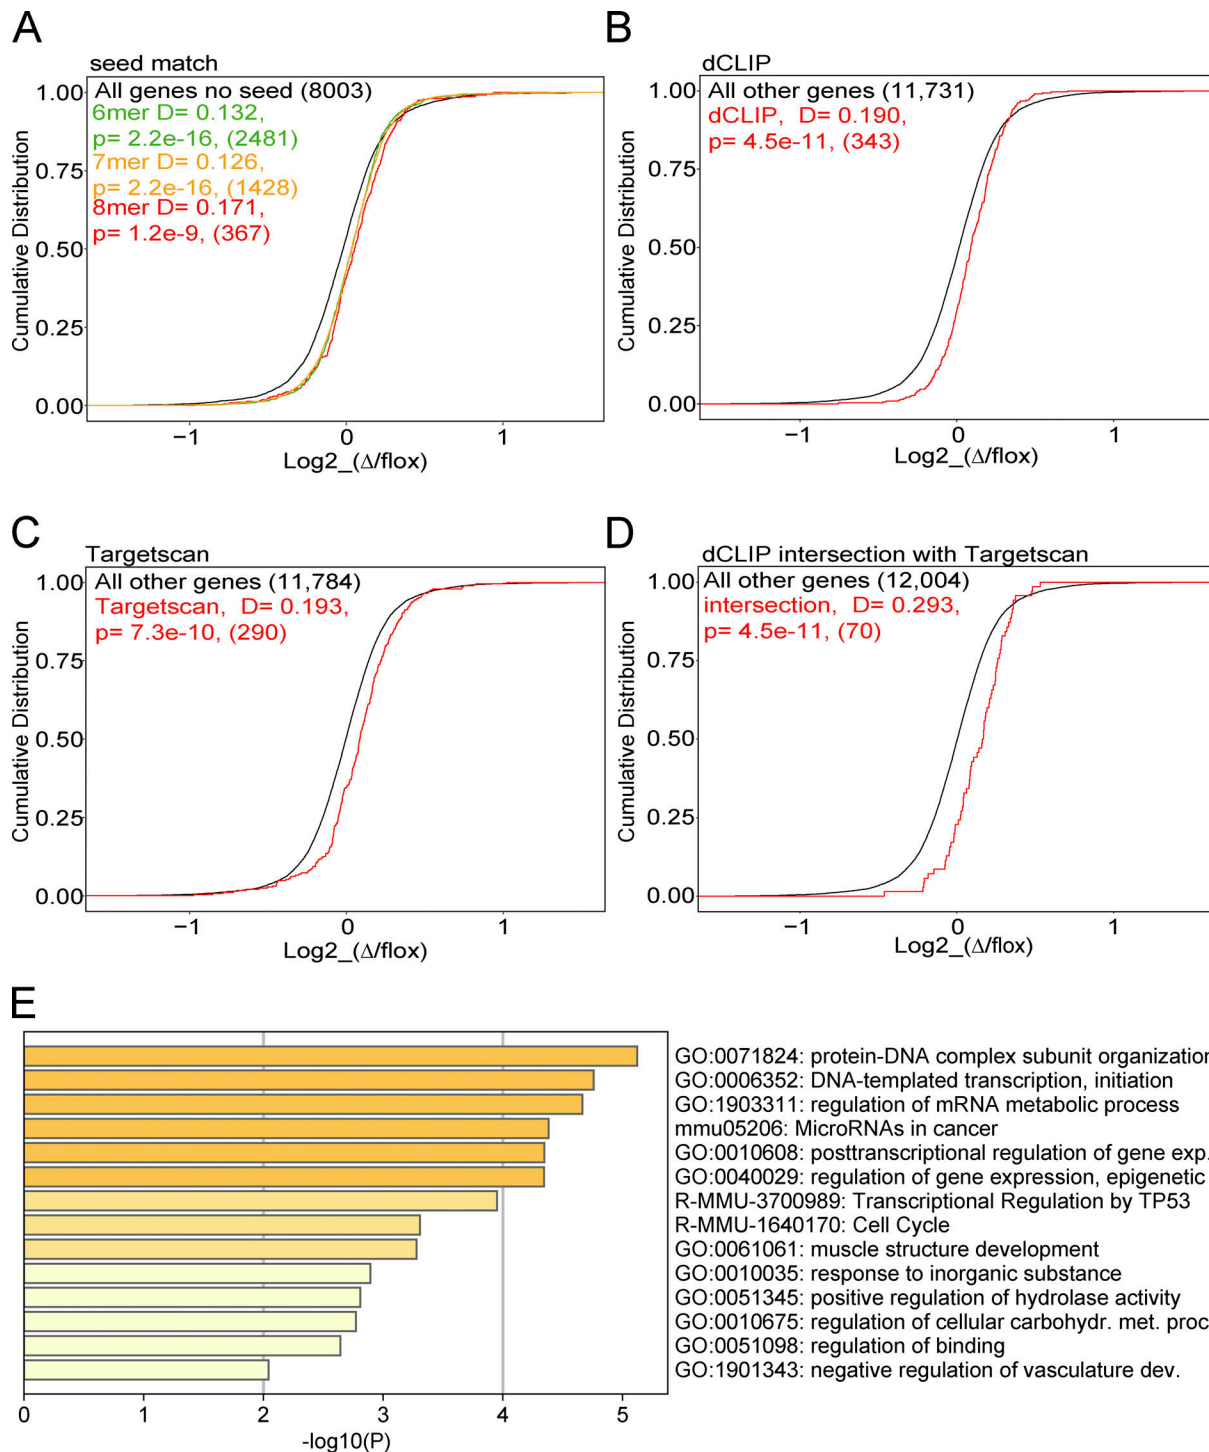 A
seed match
All genes no seed (8003)
6mer D= 0.132,
p= 2.2e-16, (2481)
7mer D= 0.126,
p= 2.2e-16, (1428)
8mer D= 0.171,
p= 1.2e-9, (367)
Cumulative Distribution
1.00
0.75
0.50
0.25
0.00
−1 0 1
Log2_(Δ/flox)
B
dCLIP
All other genes (11,731)
dCLIP, D= 0.190,
p= 4.5e-11, (343)
Cumulative Distribution
1.00
0.75
0.50
0.25
0.00
−1 0 1
Log2_(Δ/flox)
C
Targetscan
All other genes (11,784)
Targetscan, D= 0.193,
p= 7.3e-10, (290)
Cumulative Distribution
1.00
0.75
0.50
0.25
0.00
−1 0 1
Log2_(Δ/flox)
D
dCLIP intersection with Targetscan
All other genes (12,004)
intersection, D= 0.293,
p= 4.5e-11, (70)
Cumulative Distribution
1.00
0.75
0.50
0.25
0.00
−1 0 1
Log2_(Δ/flox)
E
GO:0071824: protein-DNA complex subunit organization
GO:0006352: DNA-templated transcription, initiation
GO:1903311: regulation of mRNA metabolic process
mmu05206: MicroRNAs in cancer
GO:0010608: posttranscriptional regulation of gene exp.
GO:0040029: regulation of gene expression, epigenetic
R-MMU-3700989: Transcriptional Regulation by TP53
R-MMU-1640170: Cell Cycle
GO:0061061: muscle structure development
GO:0010035: response to inorganic substance
GO:0051345: positive regulation of hydrolase activity
GO:0010675: regulation of cellular carbohydr. met. proc
GO:0051098: regulation of binding
GO:1901343: negative regulation of vasculature dev.
0 1 2 3 4 5
-log10(P)